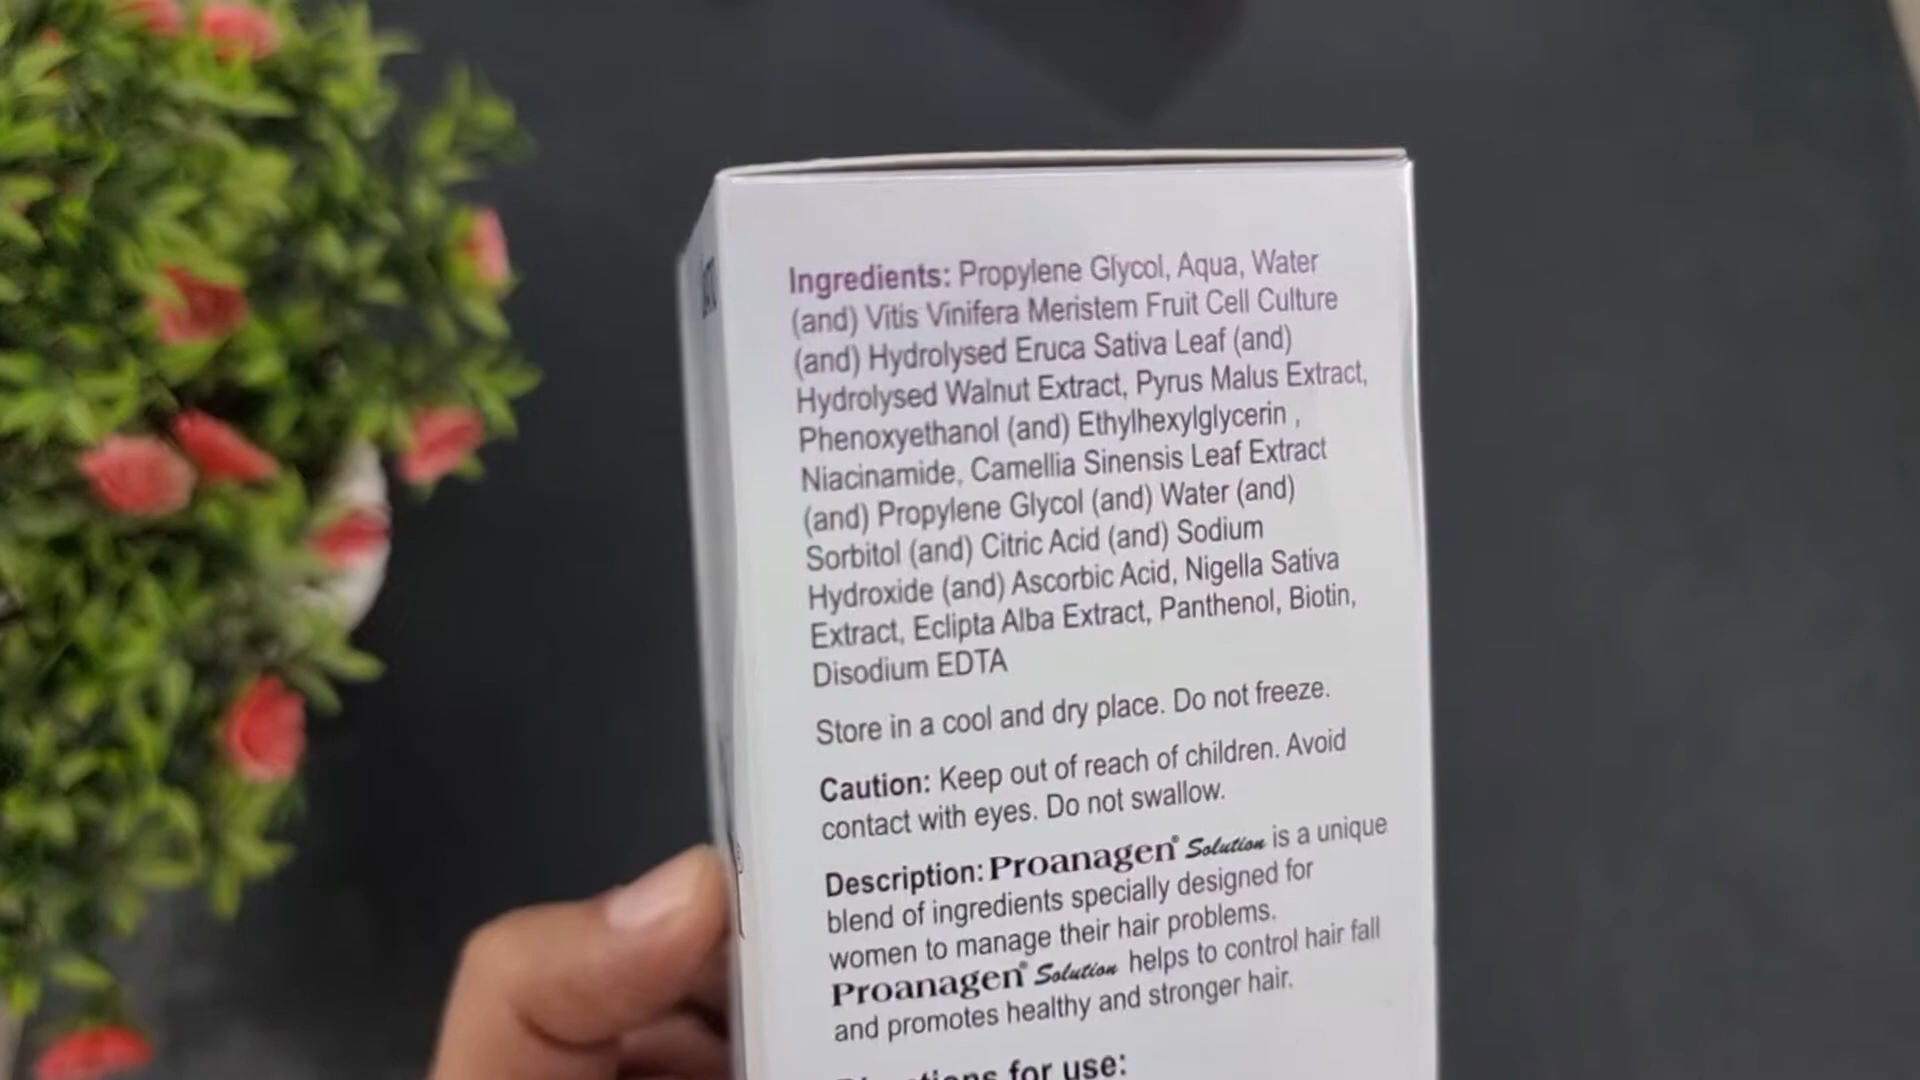 Ingredients: Propylene Glycol, Aqua, Water
(and) Vitis Vinifera Meristem Fruit Cell Culture
(and) Hydrolysed Eruca Sativa Leaf (and)
Hydrolysed Walnut Extract, Pyrus Malus Extract,
Phenoxyethanol (and) Ethylhexylglycerin ,
Niacinamide, Camellia Sinensis Leaf Extract
(and) Propylene Glycol (and) Water (and)
Sorbitol (and) Citric Acid (and) Sodium
Hydroxide (and) Ascorbic Acid, Nigella Sativa
Extract, Eclipta Alba Extract, Panthenol, Biotin,
Disodium EDTA
Store in a cool and dry place. Do not freeze.
Caution: Keep out of reach of children. Avoid
contact with eyes. Do not swallow.
Description: Proanagen® Solution is a unique
blend of ingredients specially designed for
women to manage their hair problems.
Proanagen® Solution helps to control hair fall
and promotes healthy and stronger hair.
for use: